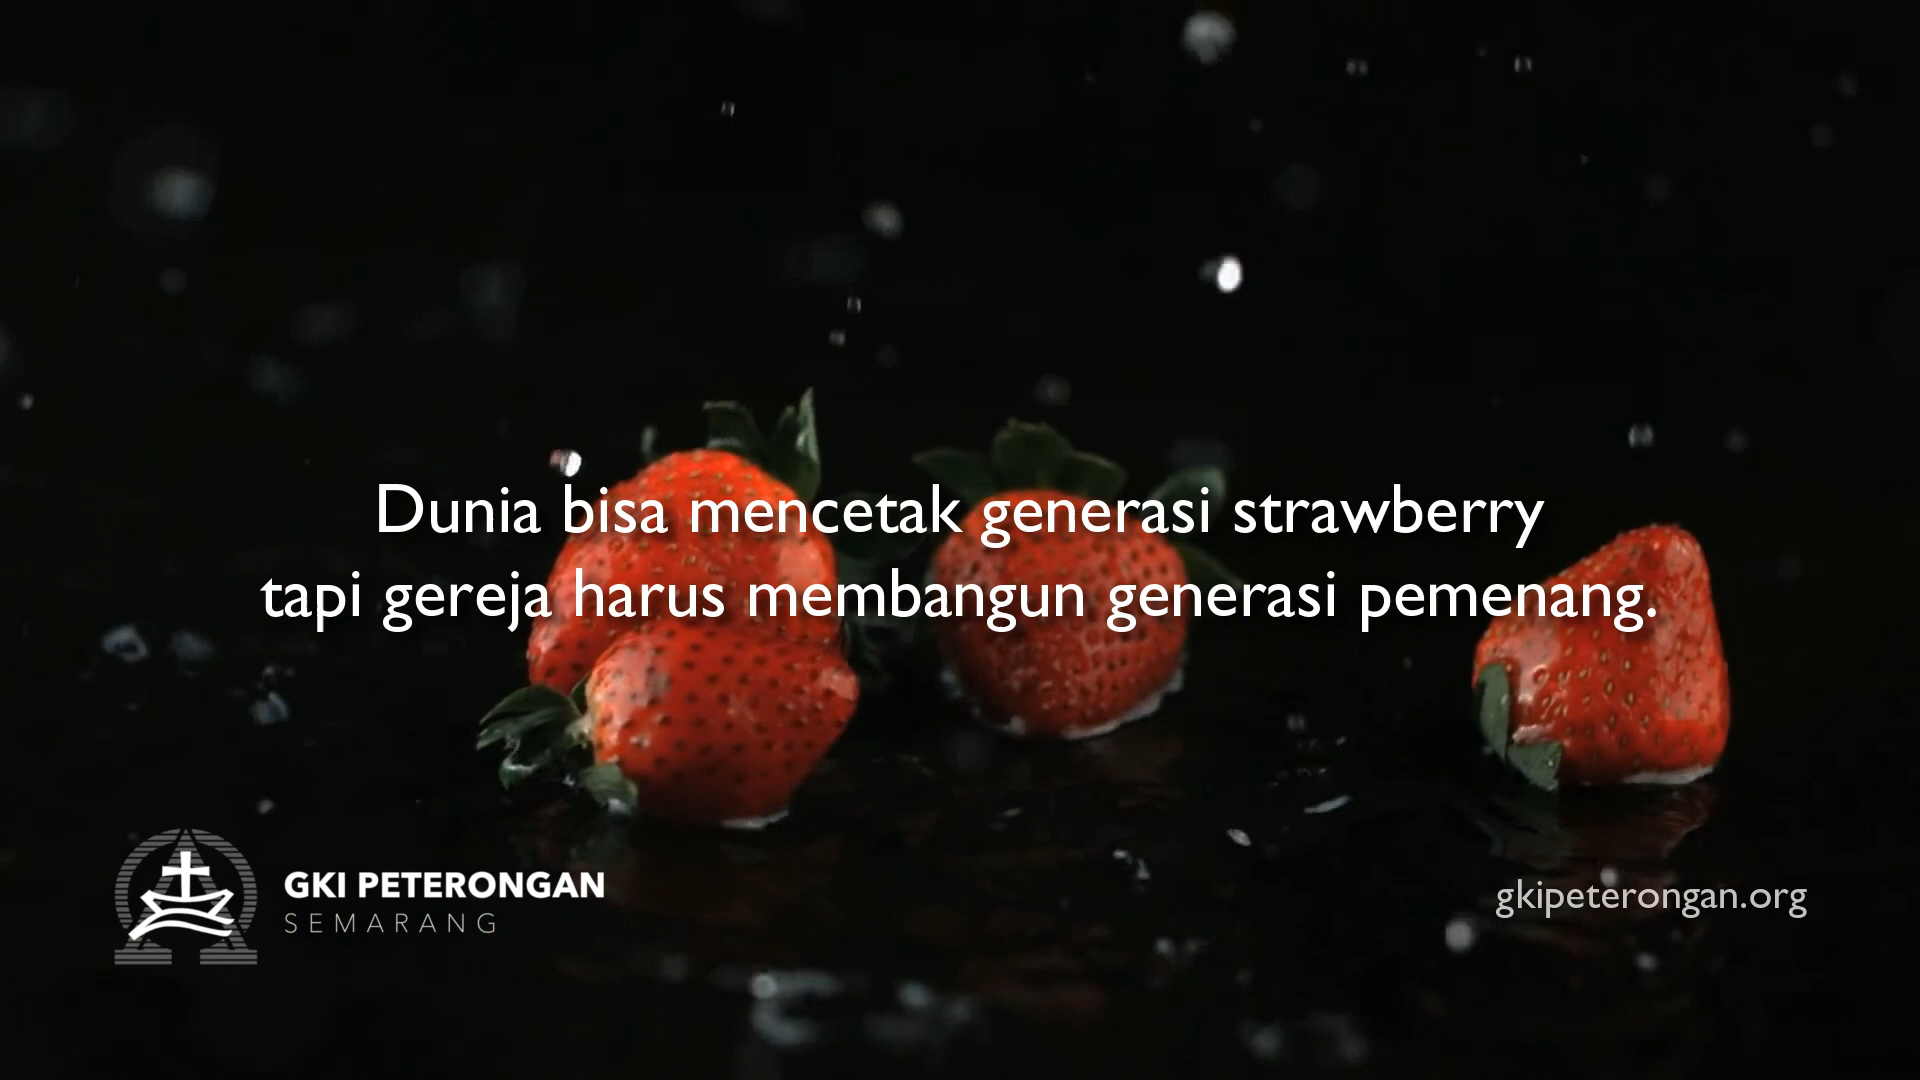 Dunia bisa mencetak generasi strawberry
tapi gereja harus membangun generasi pemenang.
GKI PETERONGAN
SEMARANG
gkipeterongan.org